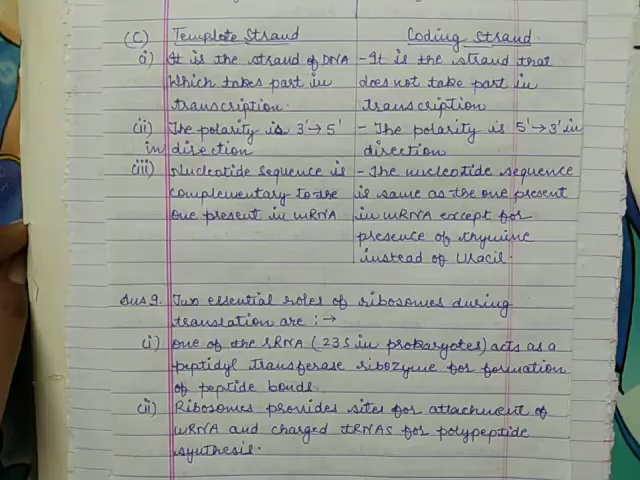 (C) Template Strand Coding Strand
i) It is the strand of DNA - It is the strand that
which takes part in does not take part in
transcription. transcription
(ii) The polarity is 3'→5' - The polarity is 5'→3' in
in direction direction
(iii) Nucleotide sequence is - The nucleotide sequence
complementary to the is same as the one present
one present in mRNA in mRNA except for
presence of thymine
instead of Uracil.
Ans 9. Two essential roles of ribosomes during
translation are :→
(i) One of the rRNA (23S in prokaryotes) acts as a
peptidyl transferase ribozyme for formation
of peptide bonds.
(ii) Ribosomes provides sites for attachment of
mRNA and charged tRNAs for polypeptide
synthesis.